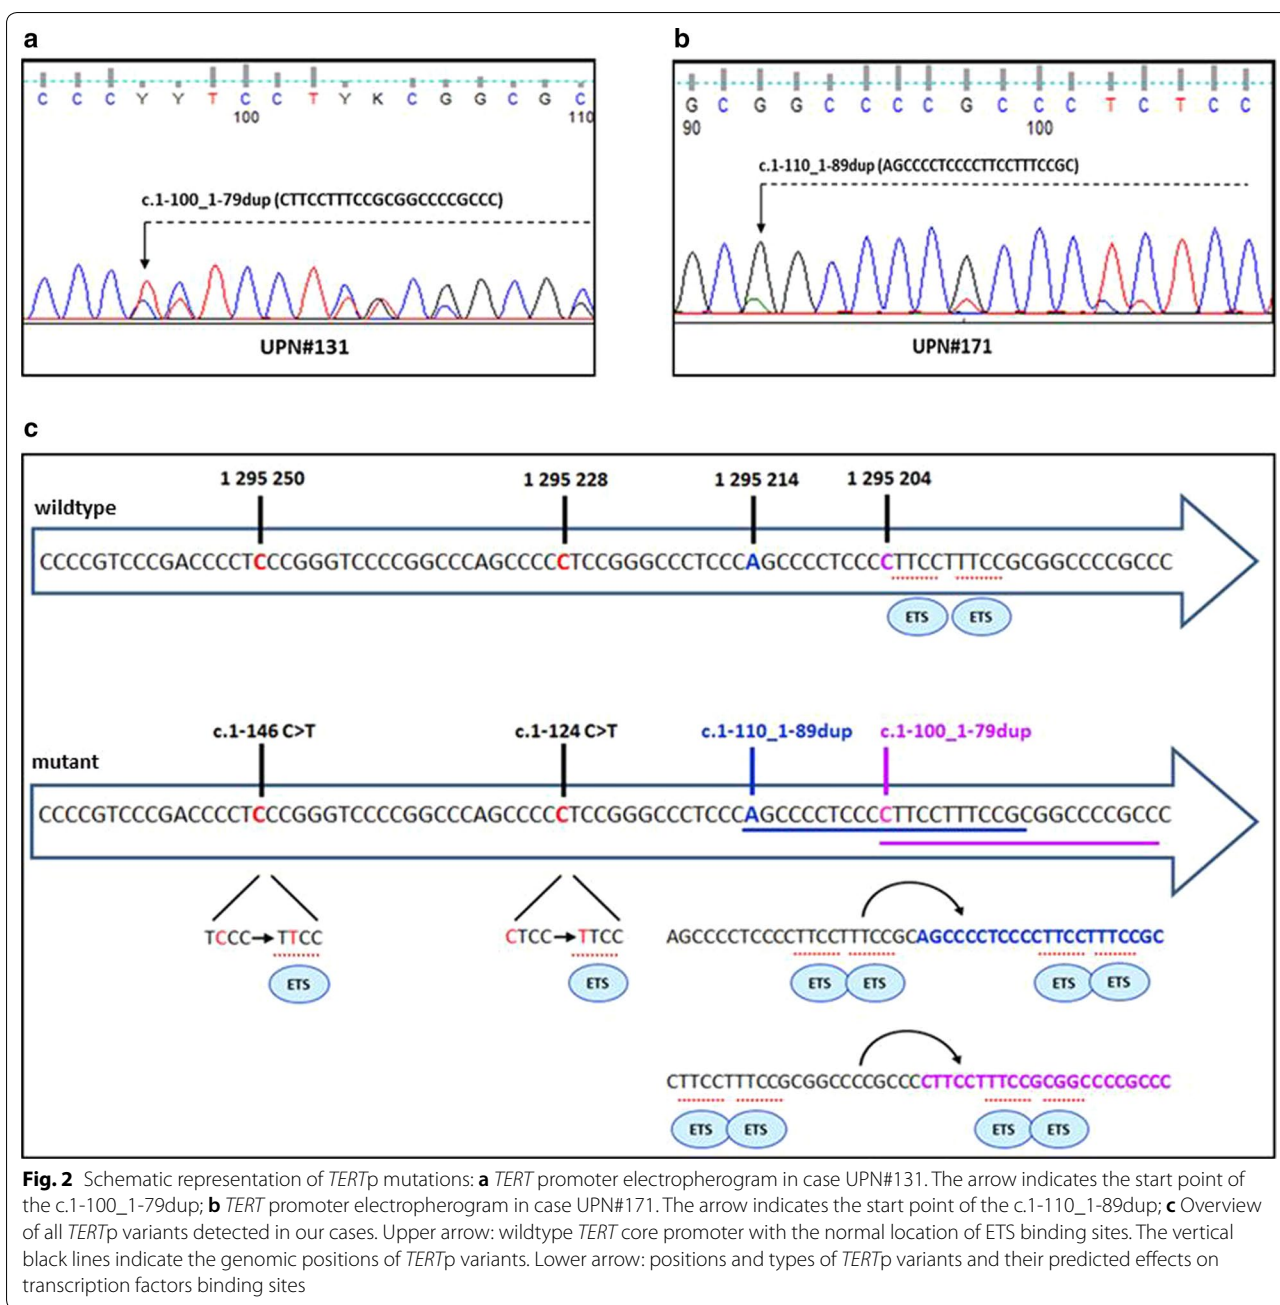 a
C C C Y Y T C C T Y K C G G C G C
100 110
c.1-100_1-79dup (CTTCCTTTCCGCGGCCCCGCCC)
UPN#131
b
G C G G C C C C G C C C T C T C C
90 100
c.1-110_1-89dup (AGCCCCTCCCCTTCCTTTCCGC)
UPN#171
c
1 295 250 1 295 228 1 295 214 1 295 204
wildtype
CCCCGTCCCGACCCCTCCCGGGTCCCCGGCCCAGCCCCCTCCGGGCCCTCCCAGCCCCTCCCCTTCCTTTCCGCGGCCCCGCCC
ETS ETS
c.1-146 C>T c.1-124 C>T c.1-110_1-89dup c.1-100_1-79dup
mutant
CCCCGTCCCGACCCCTCCCGGGTCCCCGGCCCAGCCCCCTCCGGGCCCTCCCAGCCCCTCCCCTTCCTTTCCGCGGCCCCGCCC
TCCC→TTCC CTCC→TTCC AGCCCCTCCCCTTCCTTTCCGCAGCCCCTCCCCTTCCTTTCCGC
ETS ETS ETS ETS ETS ETS
CTTCCTTTCCGCGGCCCCGCCCCTTCCTTTCCGCGGCCCCGCCC
ETS ETS ETS ETS
Fig. 2 Schematic representation of TERTp mutations: a TERT promoter electropherogram in case UPN#131. The arrow indicates the start point of
the c.1-100_1-79dup; b TERT promoter electropherogram in case UPN#171. The arrow indicates the start point of the c.1-110_1-89dup; c Overview
of all TERTp variants detected in our cases. Upper arrow: wildtype TERT core promoter with the normal location of ETS binding sites. The vertical
black lines indicate the genomic positions of TERTp variants. Lower arrow: positions and types of TERTp variants and their predicted effects on
transcription factors binding sites